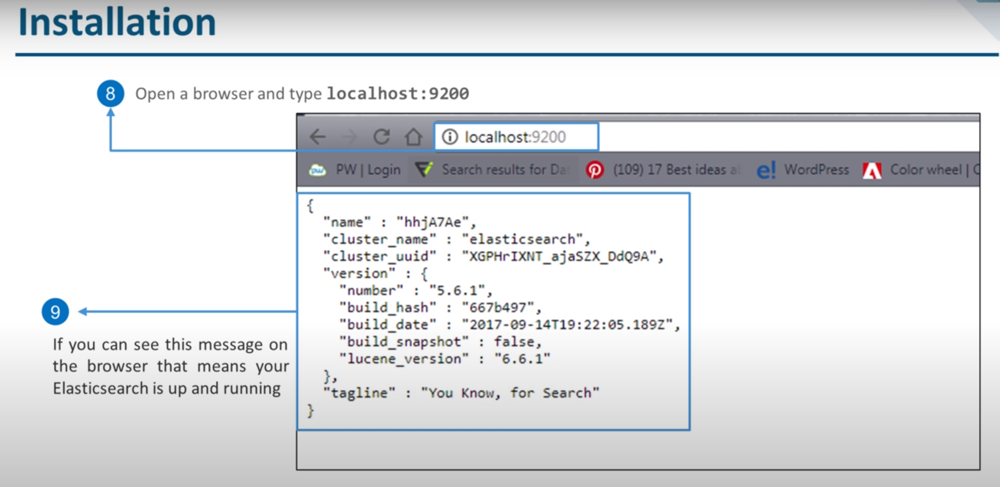 Installation
8 Open a browser and type localhost:9200
localhost:9200
PW | Login Search results for Dat (109) 17 Best ideas a WordPress Color wheel | C
{
"name" : "hhjA7Ae",
"cluster_name" : "elasticsearch",
"cluster_uuid" : "XGPHrIXNT_ajaSZX_DdQ9A",
"version" : {
"number" : "5.6.1",
"build_hash" : "667b497",
"build_date" : "2017-09-14T19:22:05.189Z",
"build_snapshot" : false,
"lucene_version" : "6.6.1"
},
"tagline" : "You Know, for Search"
}
9
If you can see this message on
the browser that means your
Elasticsearch is up and running